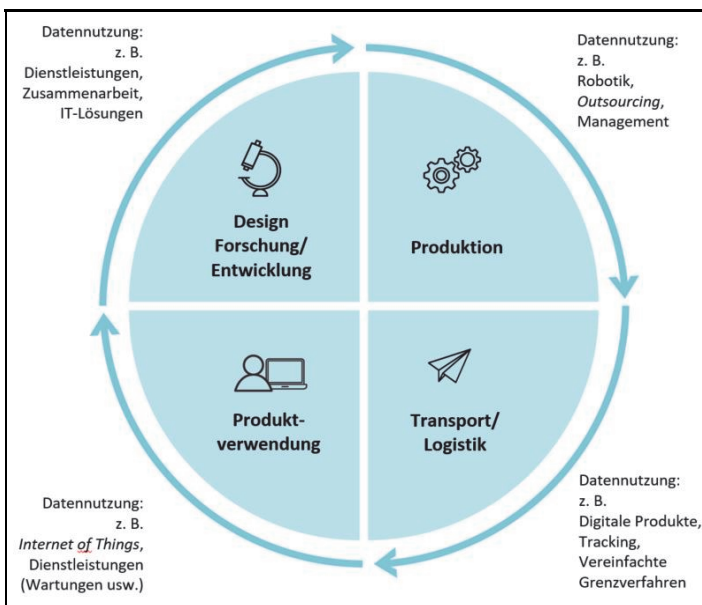 Datennutzung:
z. B.
Dienstleistungen,
Zusammenarbeit,
IT-Lösungen
Datennutzung:
z. B.
Robotik,
Outsourcing,
Management
Design
Forschung/
Entwicklung
Produktion
Produkt-
verwendung
Transport/
Logistik
Datennutzung:
z. B.
Internet of Things,
Dienstleistungen
(Wartungen usw.)
Datennutzung:
z. B.
Digitale Produkte,
Tracking,
Vereinfachte
Grenzverfahren